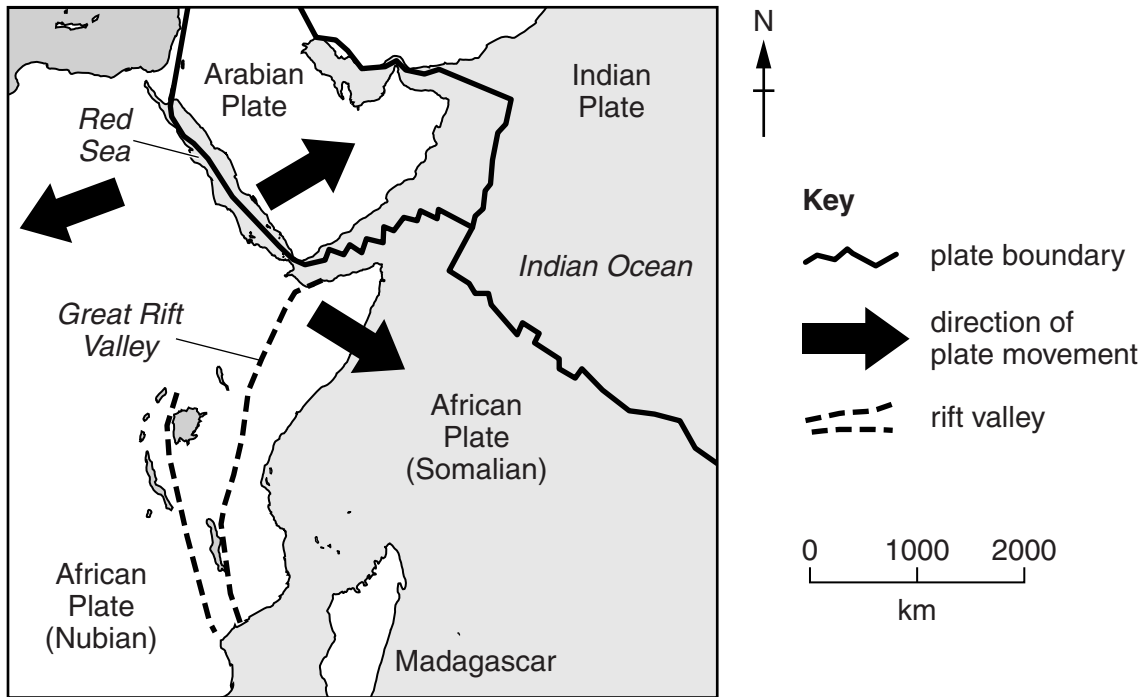 Arabian
Plate
Indian
Plate
Red
Sea
Indian Ocean
Great Rift
Valley
African
Plate
(Somalian)
African
Plate
(Nubian)
Madagascar
N
Key
plate boundary
direction of
plate movement
rift valley
0 1000 2000
km